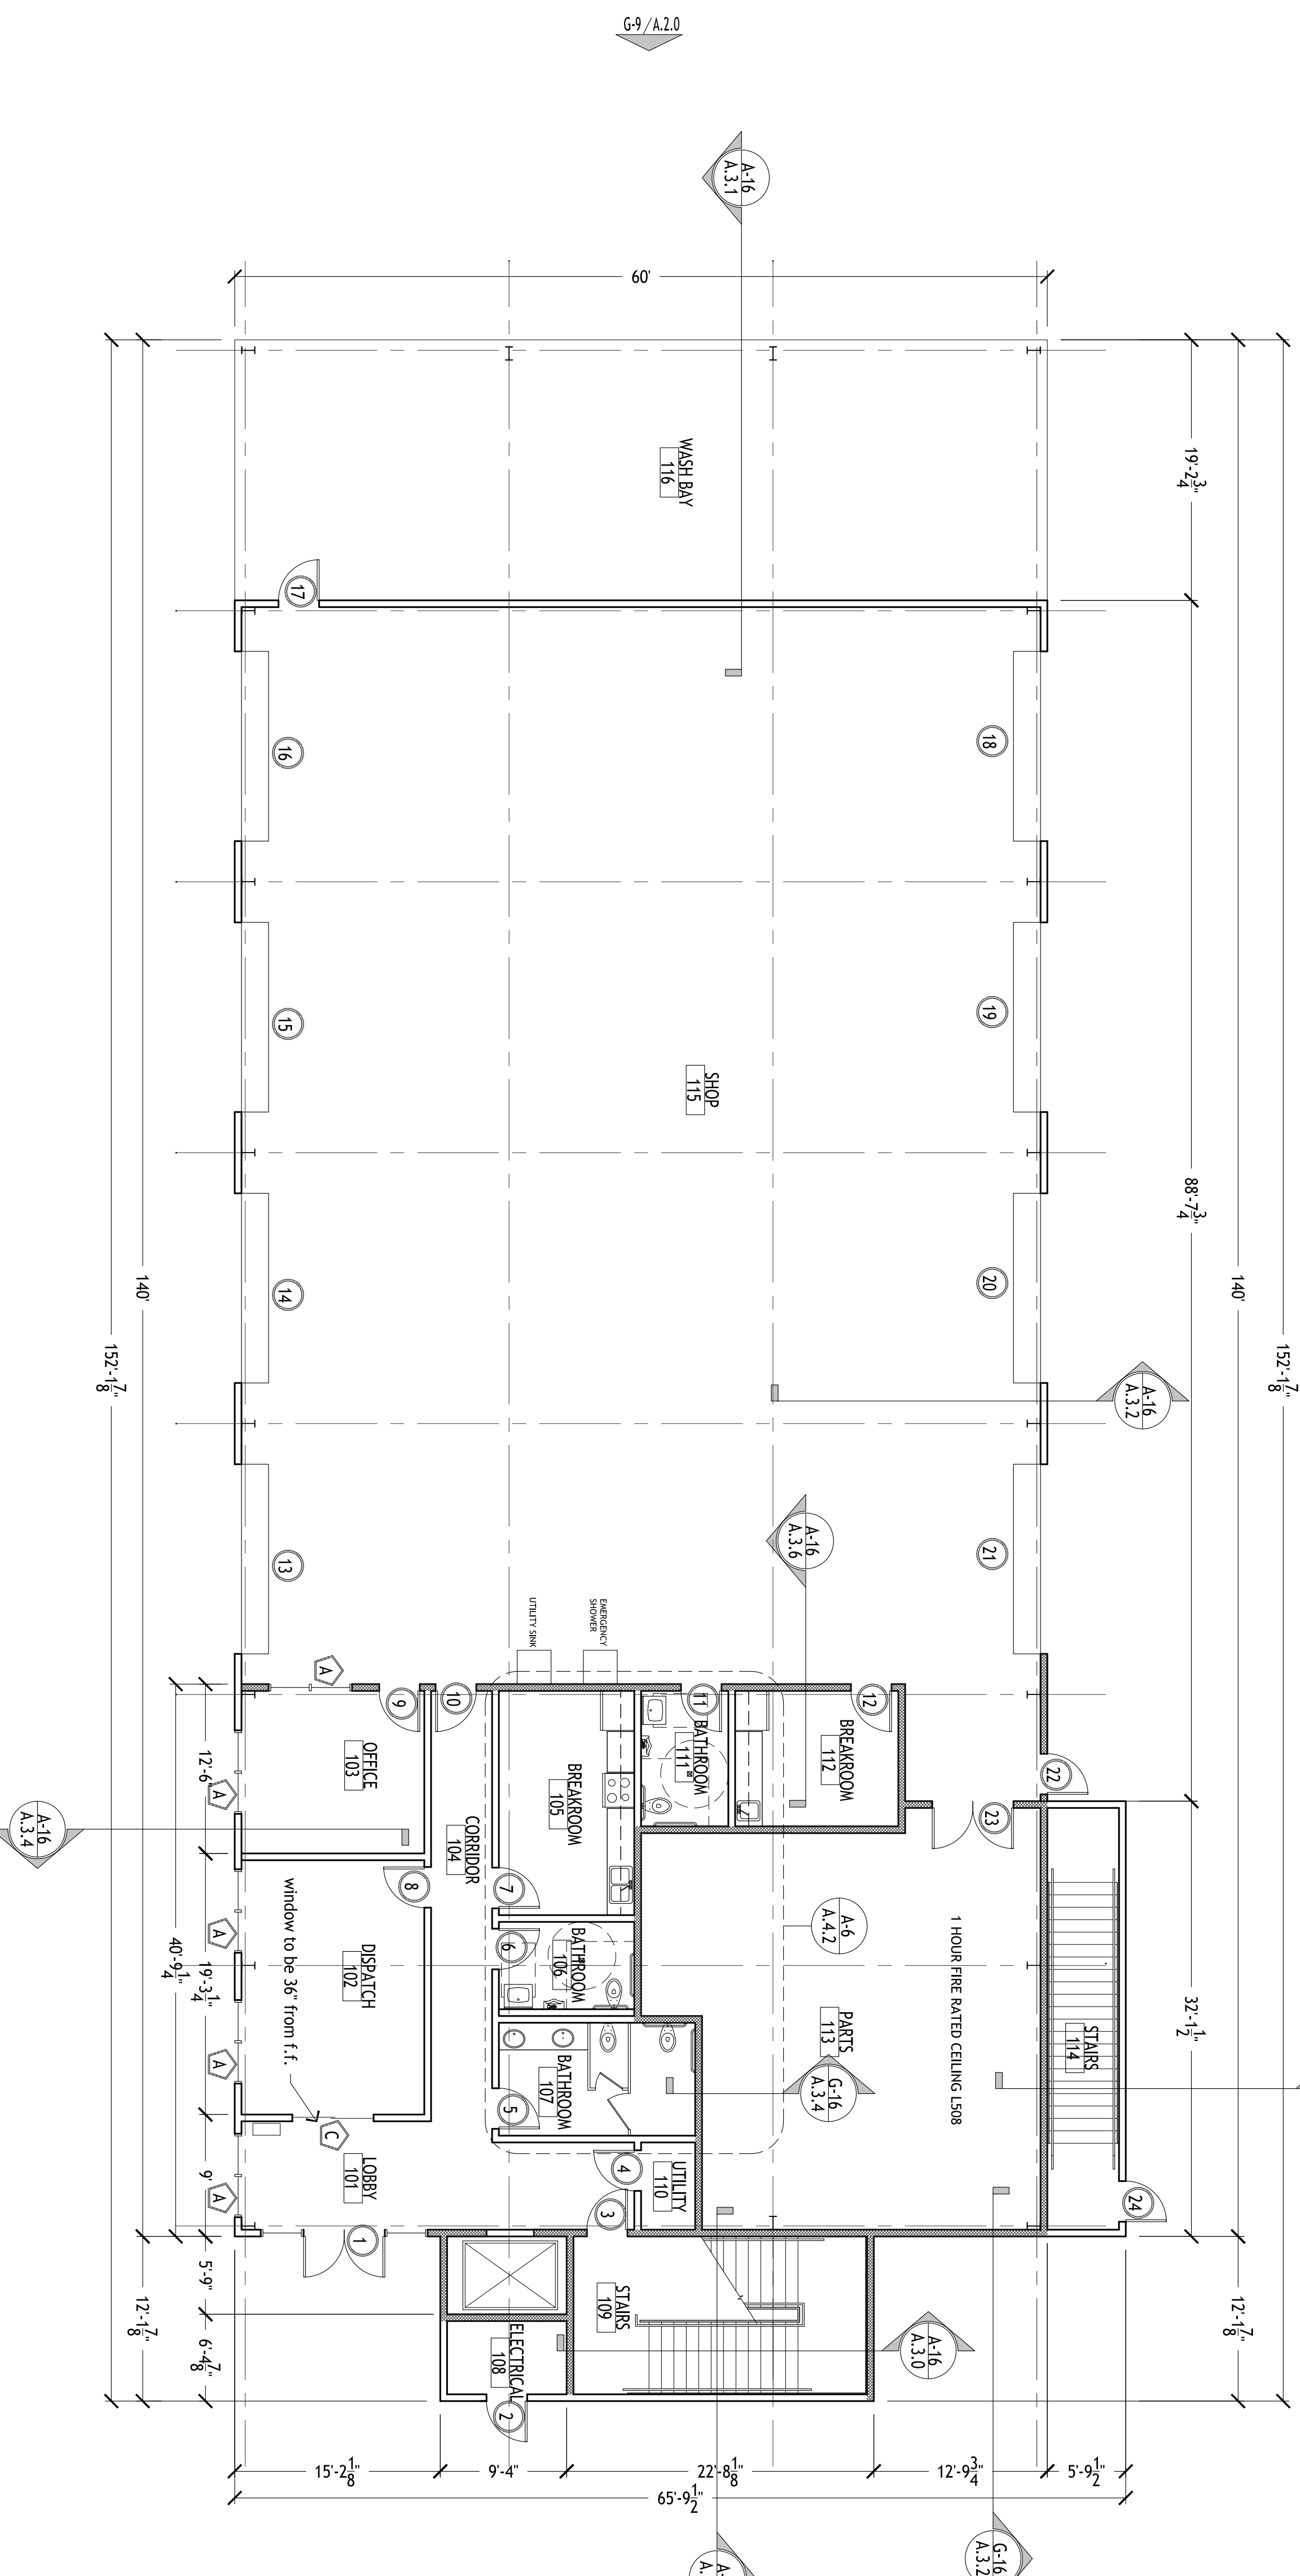 G-9/A.2.0
A-16
A.3.1
60'
WASH BAY
116
19'-2 3/4"
17
16
18
15
19
SHOP
115
88'-7 3/4"
14
20
140'
140'
152'-1 7/8"
152'-1 7/8"
A-16
A.3.2
A-16
A.3.6
13
21
UTILITY SINK
EMERGENCY
SHOWER
A
9
10
11
12
22
OFFICE
103
12'-6"
A
BREAKROOM
105
BATHROOM
111
BREAKROOM
112
23
A-16
A.3.4
CORRIDOR
104
8
7
window to be 36" from f.f.
A
6
BATHROOM
106
A-6
A.4.2
1 HOUR FIRE RATED CEILING L508
DISPATCH
102
40'-9 1/4"
19'-3 1/4"
A
PARTS
113
G-16
A.3.4
STAIRS
114
32'-1 1/2"
BATHROOM
107
5
C
LOBBY
101
9'
A
4
UTILITY
110
3
24
1
5'-9"
12'-1 7/8"
6'-4 7/8"
STAIRS
109
ELECTRICAL
108
2
A-16
A.3.0
12'-1 7/8"
15'-2 1/8"
9'-4"
22'-8 1/8"
12'-9 3/4"
5'-9 1/2"
65'-9 1/2"
G-16
A.3.2